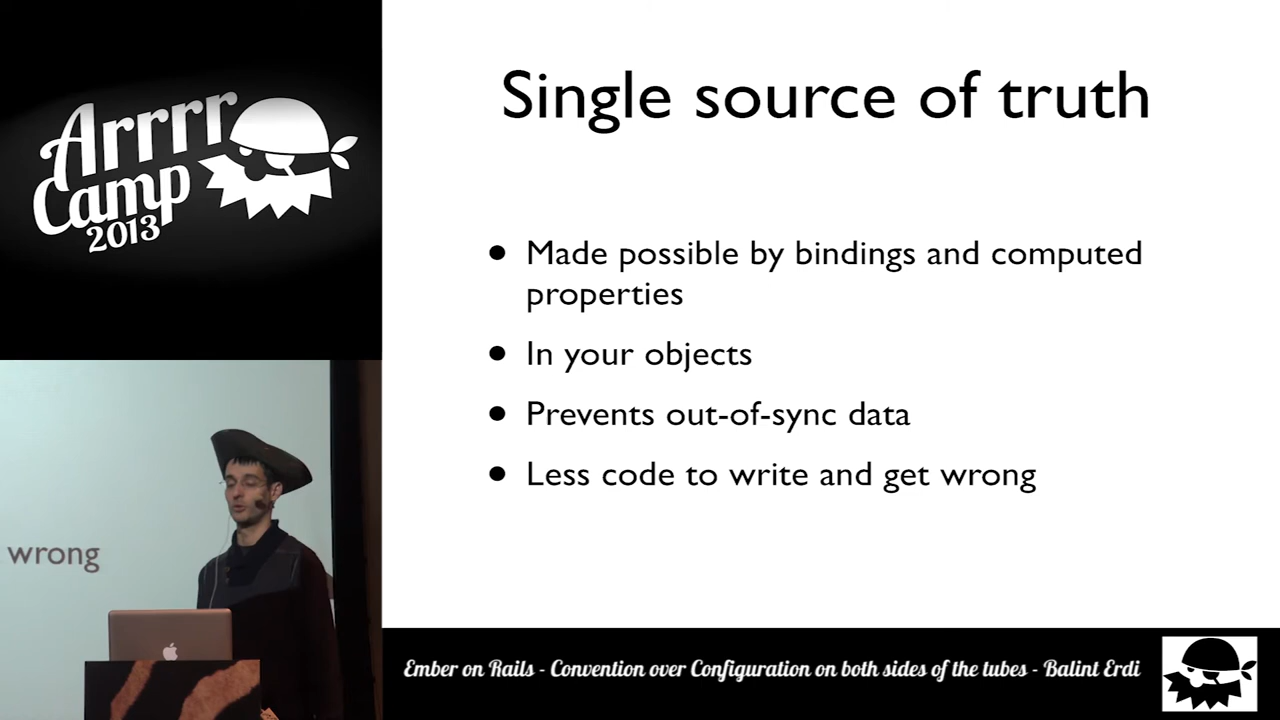 Arrrr
Camp
2013
Single source of truth
• Made possible by bindings and computed
properties
• In your objects
• Prevents out-of-sync data
• Less code to write and get wrong
wrong
Ember on Rails - Convention over Configuration on both sides of the tubes - Balint Erdi